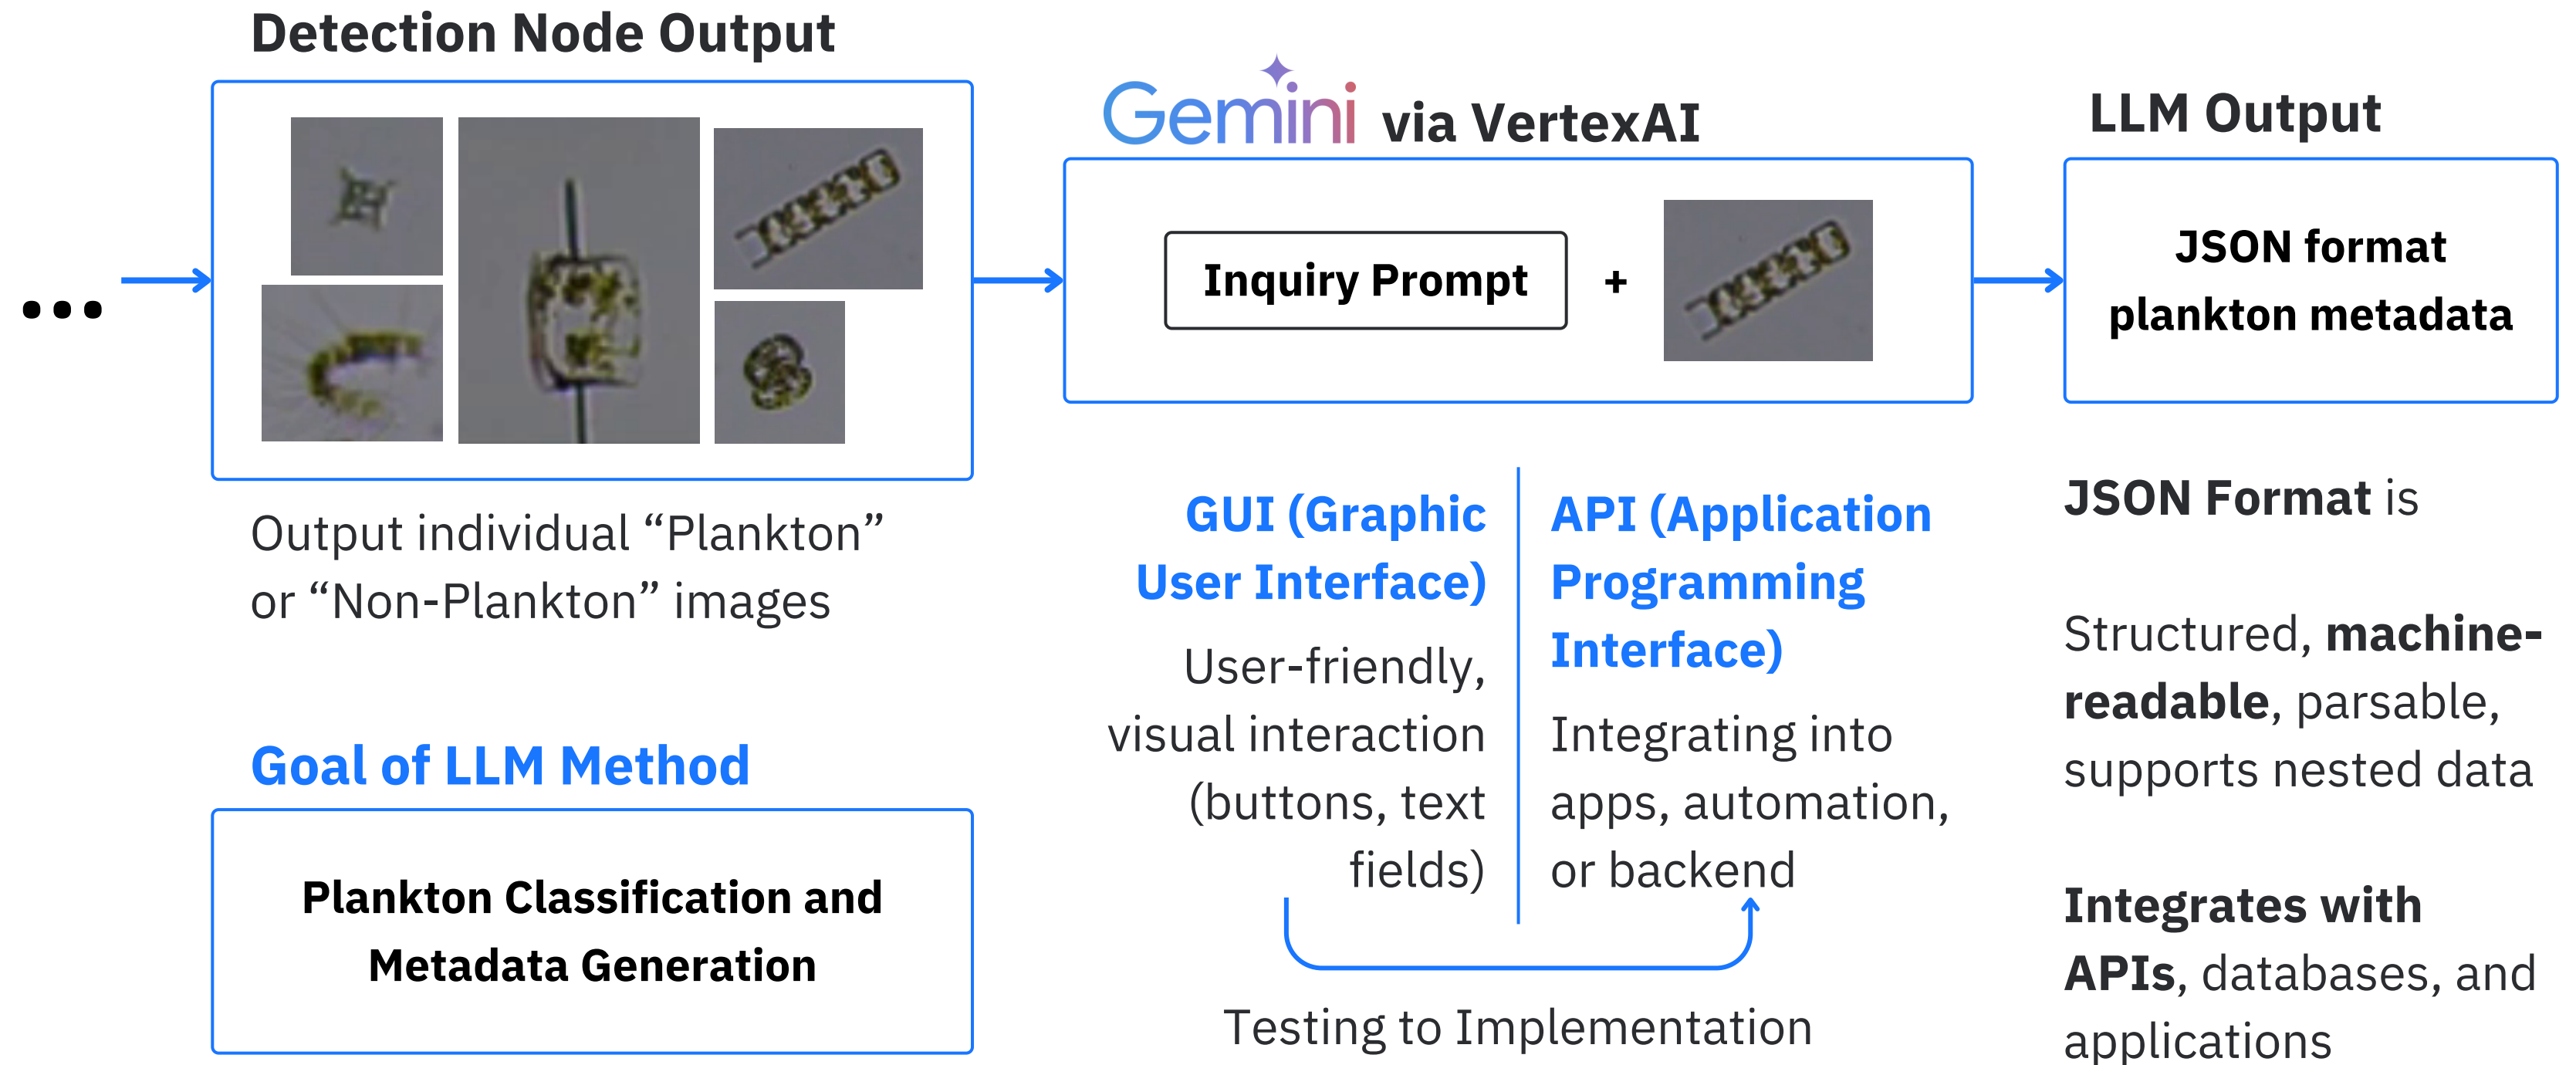 Detection Node Output
Output individual “Plankton”
or “Non-Plankton” images
Goal of LLM Method
Plankton Classification and
Metadata Generation
Gemini via VertexAI
Inquiry Prompt +
GUI (Graphic
User Interface)
User-friendly,
visual interaction
(buttons, text
fields)
API (Application
Programming
Interface)
Integrating into
apps, automation,
or backend
Testing to Implementation
LLM Output
JSON format
plankton metadata
JSON Format is
Structured, machine-
readable, parsable,
supports nested data
Integrates with
APIs, databases, and
applications